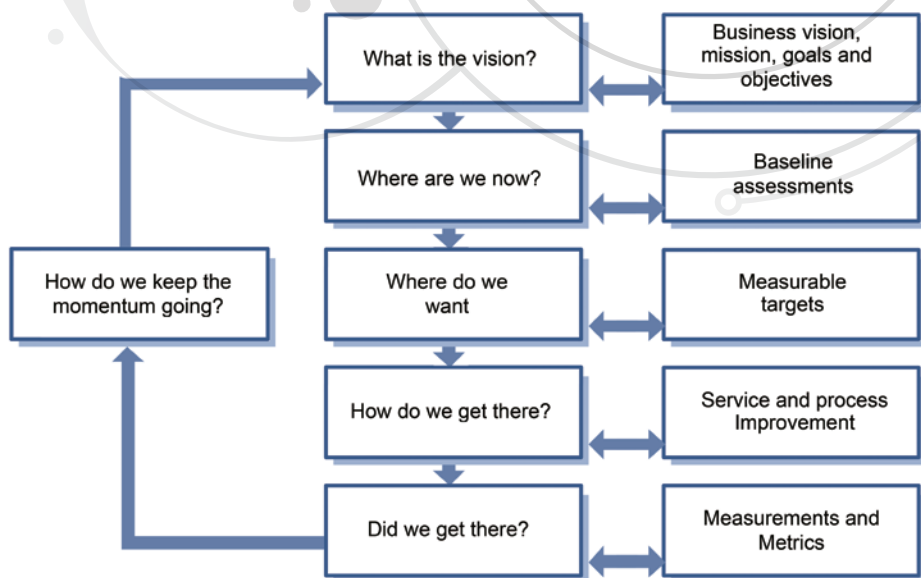 What is the vision?
Business vision,
mission, goals and
objectives
Where are we now?
Baseline
assessments
How do we keep the
momentum going?
Where do we
want
Measurable
targets
How do we get there?
Service and process
Improvement
Did we get there?
Measurements and
Metrics